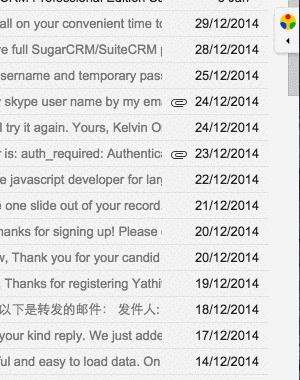 CRM Professional Edition
all on your convenient time to 29/12/2014
ve full SugarCRM/SuiteCRM 28/12/2014
username and temporary pas 25/12/2014
skype user name by my ema 24/12/2014
d try it again. Yours, Kelvin O 24/12/2014
r is: auth_required: Authentica 23/12/2014
e javascript developer for lar 22/12/2014
e one slide out of your record. 21/12/2014
hanks for signing up! Please 20/12/2014
w, Thank you for your candid 20/12/2014
, Thanks for registering Yathi 19/12/2014
以下是转发的邮件： 发件人: 18/12/2014
your kind reply. We just adde 17/12/2014
ful and easy to load data. On 14/12/2014